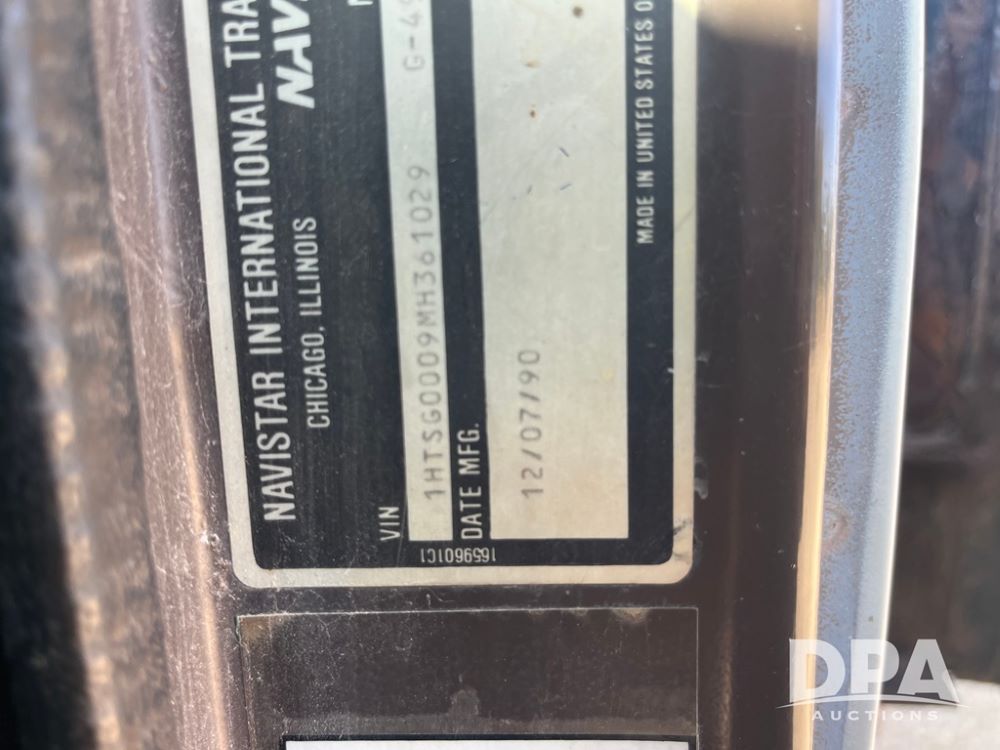 NAVISTAR INTERNATIONAL TRA
CHICAGO, ILLINOIS NAV
VIN
1HTSG0009MH361029 G-49
DATE MFG.
12/07/90
MADE IN UNITED STATES O
1659601C1
DPA
AUCTIONS